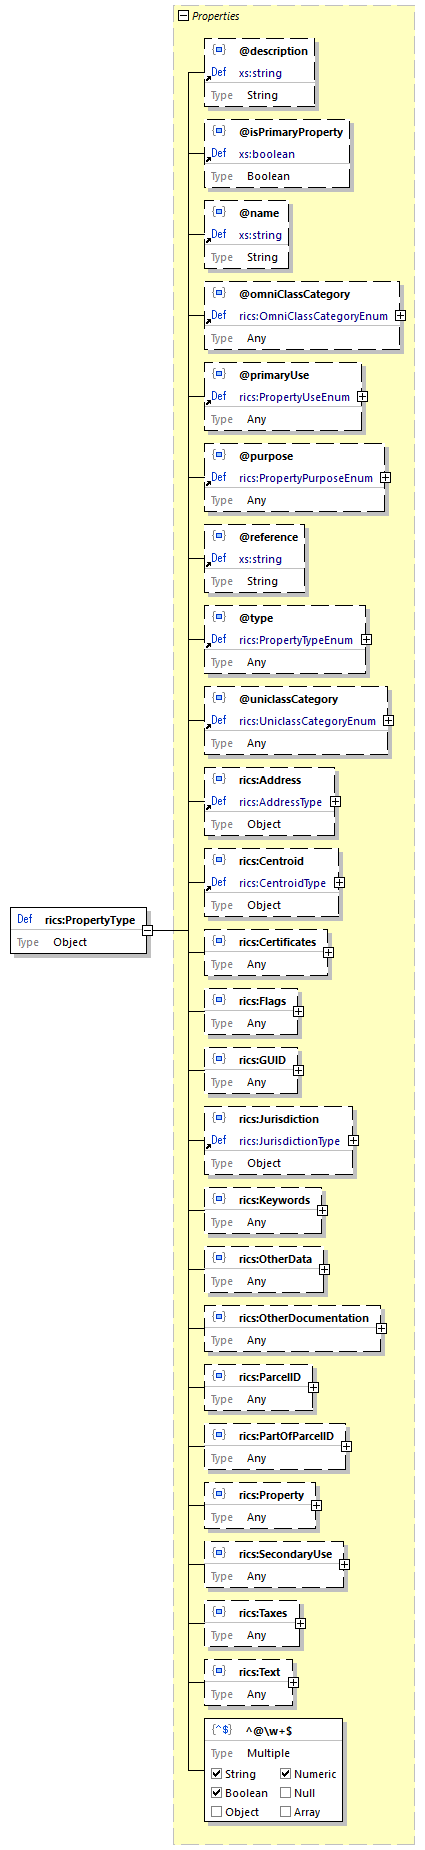 Properties
@description
Def xs:string
Type String
@isPrimaryProperty
Def xs:boolean
Type Boolean
@name
Def xs:string
Type String
@omniClassCategory
Def rics:OmniClassCategoryEnum
Type Any
@primaryUse
Def rics:PropertyUseEnum
Type Any
@purpose
Def rics:PropertyPurposeEnum
Type Any
@reference
Def xs:string
Type String
@type
Def rics:PropertyTypeEnum
Type Any
@uniclassCategory
Def rics:UniclassCategoryEnum
Type Any
rics:Address
Def rics:AddressType
Type Object
rics:Centroid
Def rics:CentroidType
Type Object
Def rics:PropertyType
Type Object
rics:Certificates
Type Any
rics:Flags
Type Any
rics:GUID
Type Any
rics:Jurisdiction
Def rics:JurisdictionType
Type Object
rics:Keywords
Type Any
rics:OtherData
Type Any
rics:OtherDocumentation
Type Any
rics:ParcelID
Type Any
rics:PartOfParcelID
Type Any
rics:Property
Type Any
rics:SecondaryUse
Type Any
rics:Taxes
Type Any
rics:Text
Type Any
{^$} ^@\w+$
Type Multiple
String Numeric
Boolean Null
Object Array